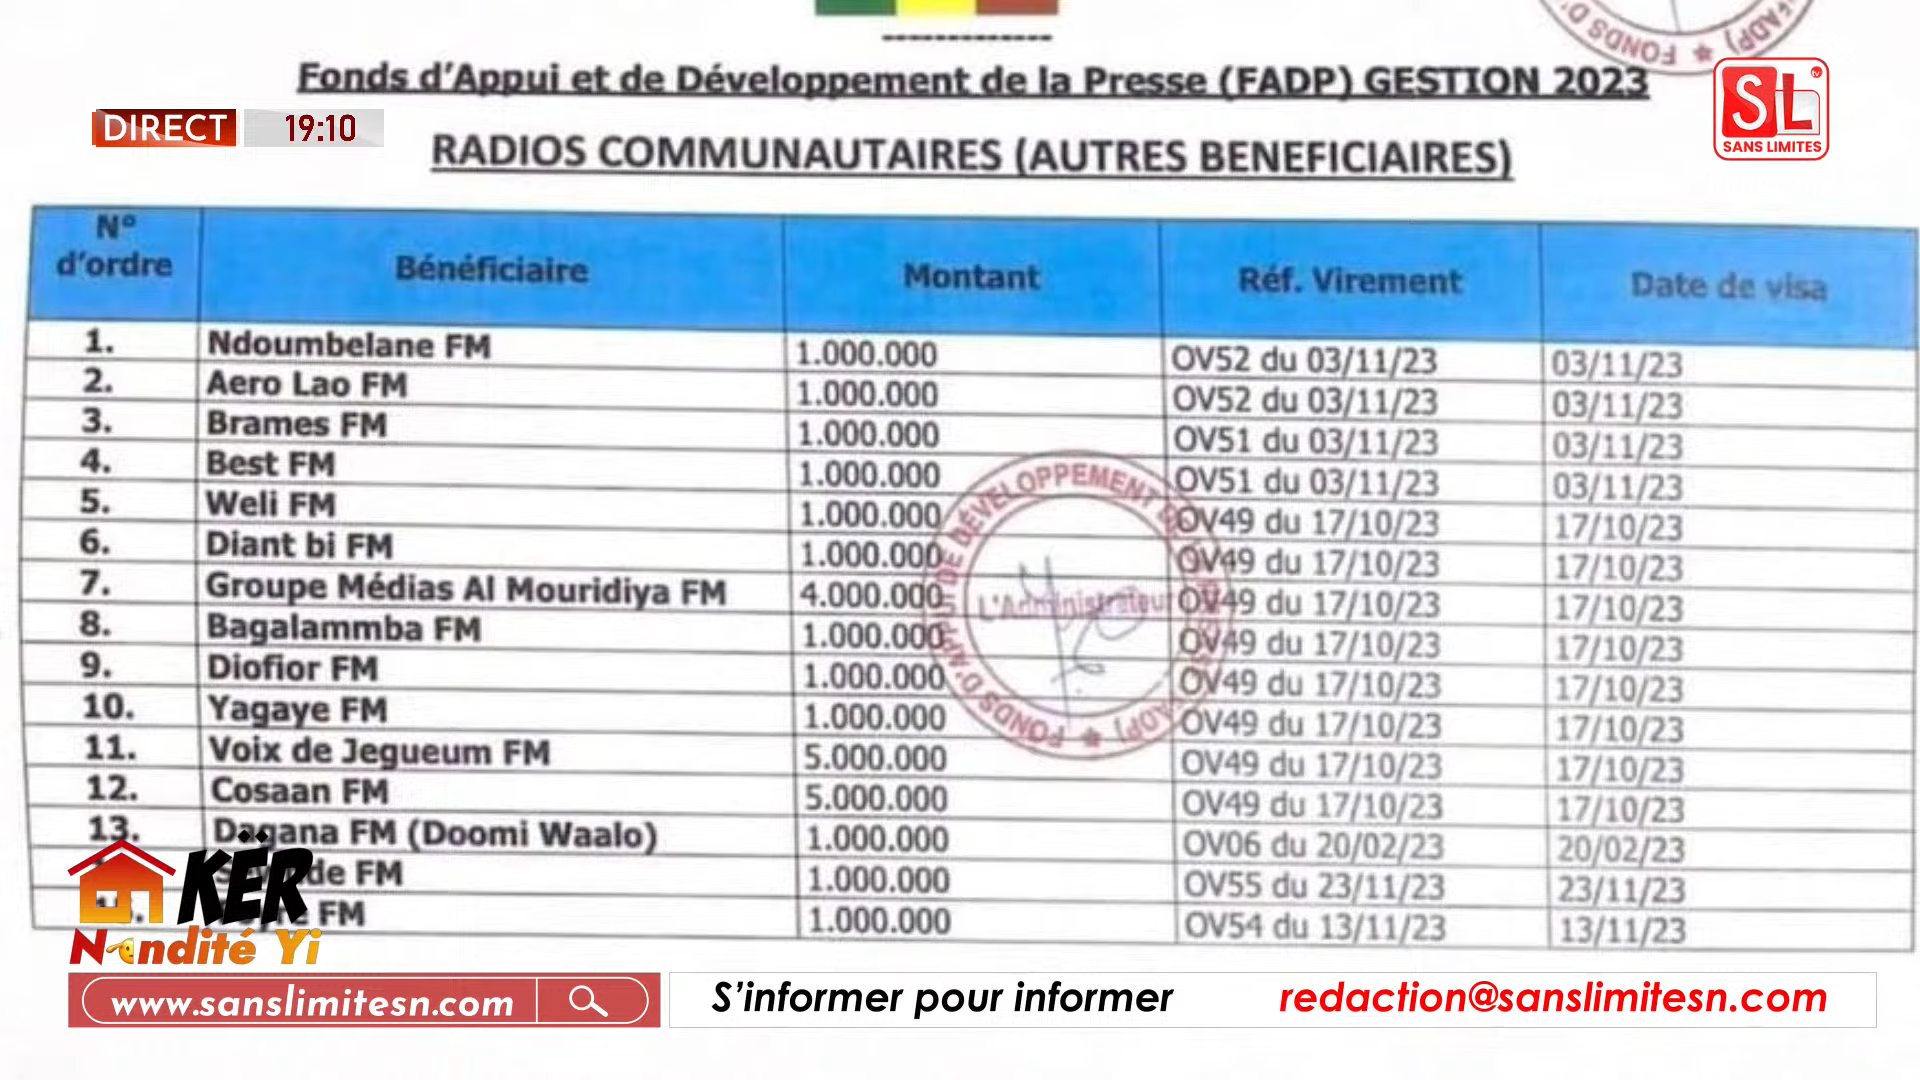 FONDS D' * (FADP)
Fonds d'Appui et de Développement de la Presse (FADP) GESTION 2023
DIRECT 19:10
SL tv
SANS LIMITES
RADIOS COMMUNAUTAIRES (AUTRES BENEFICIAIRES)
N° d'ordre Bénéficiaire Montant Réf. Virement Date de visa
1. Ndoumbelane FM 1.000.000 OV52 du 03/11/23 03/11/23
2. Aero Lao FM 1.000.000 OV52 du 03/11/23 03/11/23
3. Brames FM 1.000.000 OV51 du 03/11/23 03/11/23
4. Best FM 1.000.000 OV51 du 03/11/23 03/11/23
5. Weli FM 1.000.000 OV49 du 17/10/23 17/10/23
6. Diant bi FM 1.000.000 OV49 du 17/10/23 17/10/23
7. Groupe Médias Al Mouridiya FM 4.000.000 OV49 du 17/10/23 17/10/23
8. Bagalammba FM 1.000.000 OV49 du 17/10/23 17/10/23
9. Diofior FM 1.000.000 OV49 du 17/10/23 17/10/23
10. Yagaye FM 1.000.000 OV49 du 17/10/23 17/10/23
11. Voix de Jegueum FM 5.000.000 OV49 du 17/10/23 17/10/23
12. Cosaan FM 5.000.000 OV49 du 17/10/23 17/10/23
13. Dagana FM (Doomi Waalo) 1.000.000 OV06 du 20/02/23 20/02/23
FM 1.000.000 OV55 du 23/11/23 23/11/23
FM 1.000.000 OV54 du 13/11/23 13/11/23
FONDS D'APPUI DE DÉVELOPPEMENT (FADP) *
L'Administrateur
KËR
Nandité Yi
www.sanslimitesn.com
S'informer pour informer
redaction@sanslimitesn.com